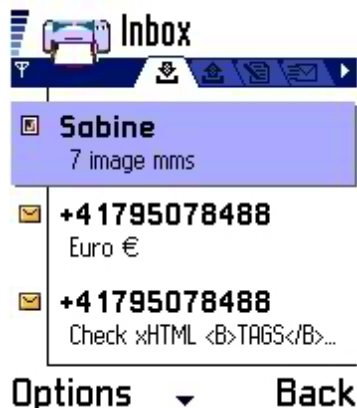 Inbox
Sabine
7 image mms
+41795078488
Euro €
+41795078488
Check xHTML <B>TAGS</B>...
Options Back